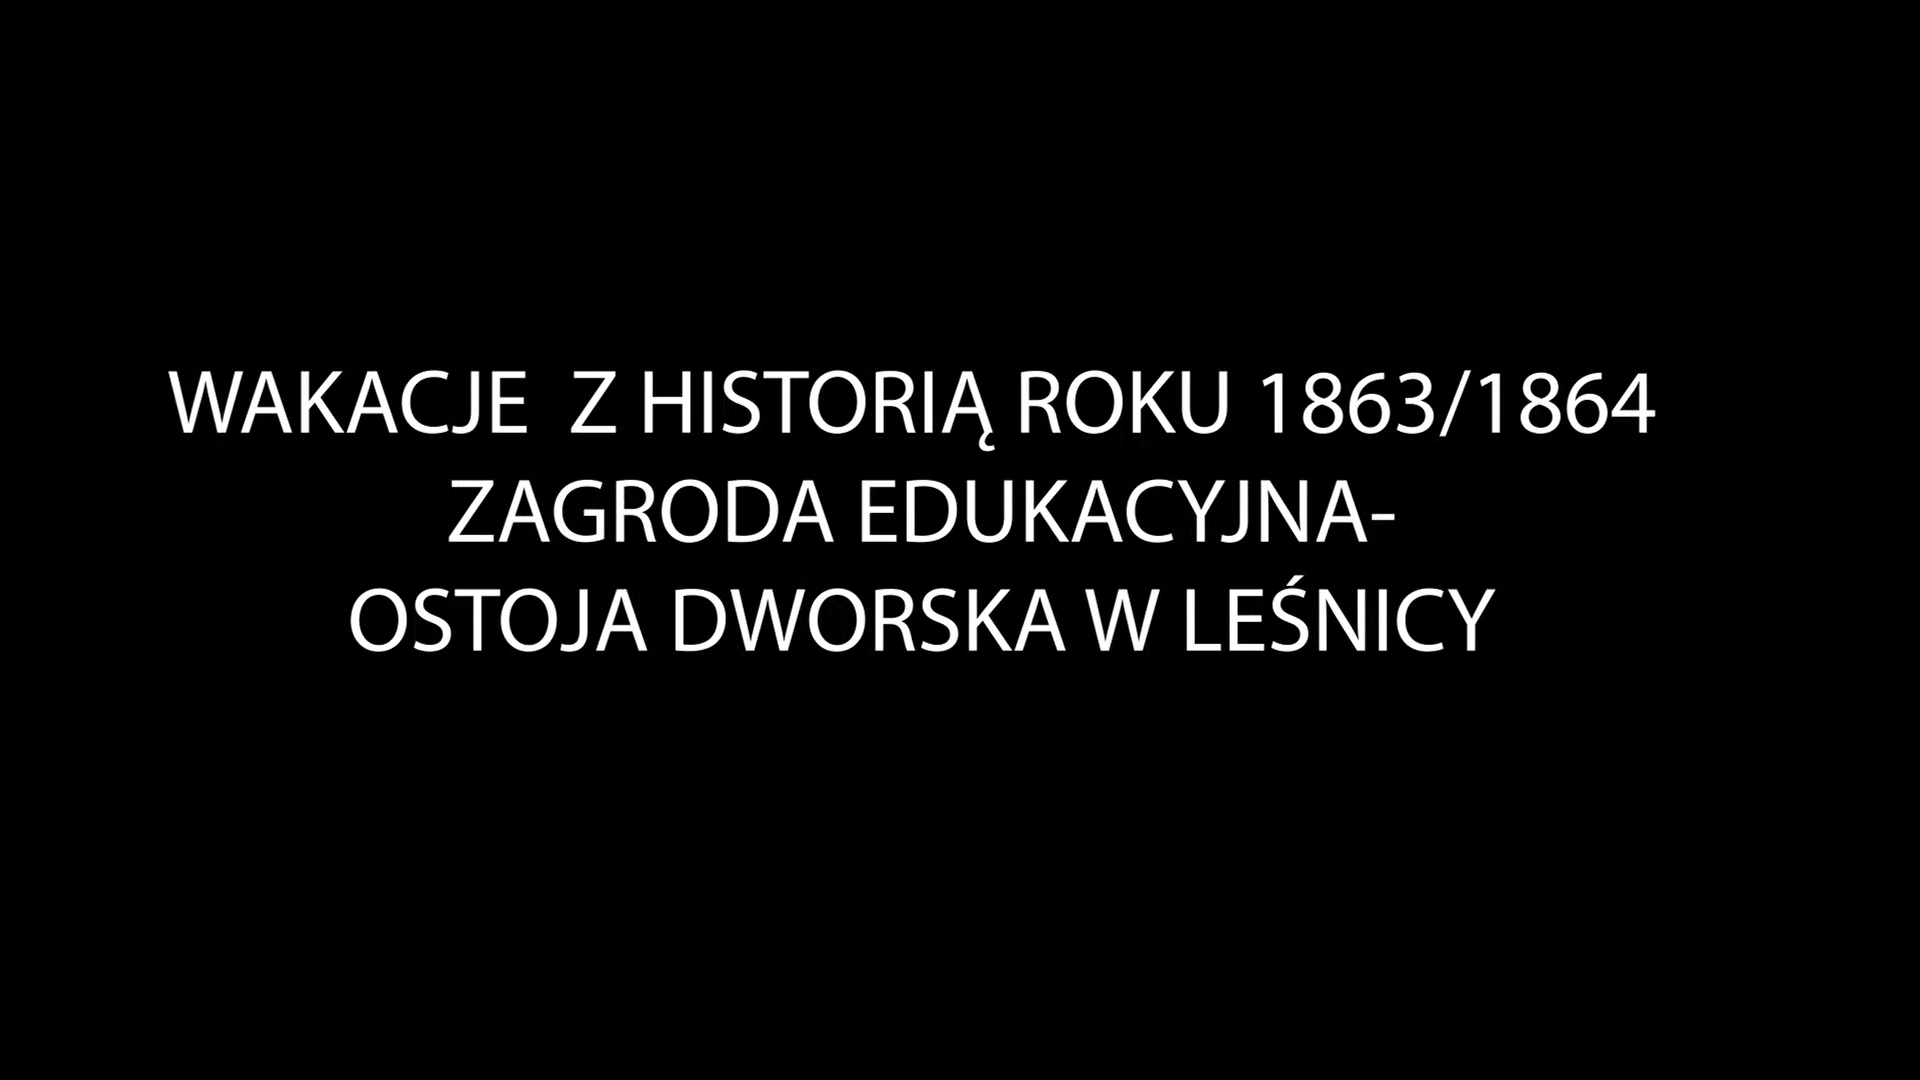 WAKACJE  Z HISTORIĄ ROKU 1863/1864
ZAGRODA EDUKACYJNA-
OSTOJA DWORSKA W LEŚNICY